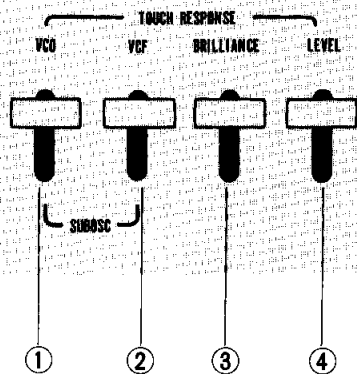 TOUCH RESPONSE
VCO VCF BRILLIANCE LEVEL
SUBOSC
① ② ③ ④